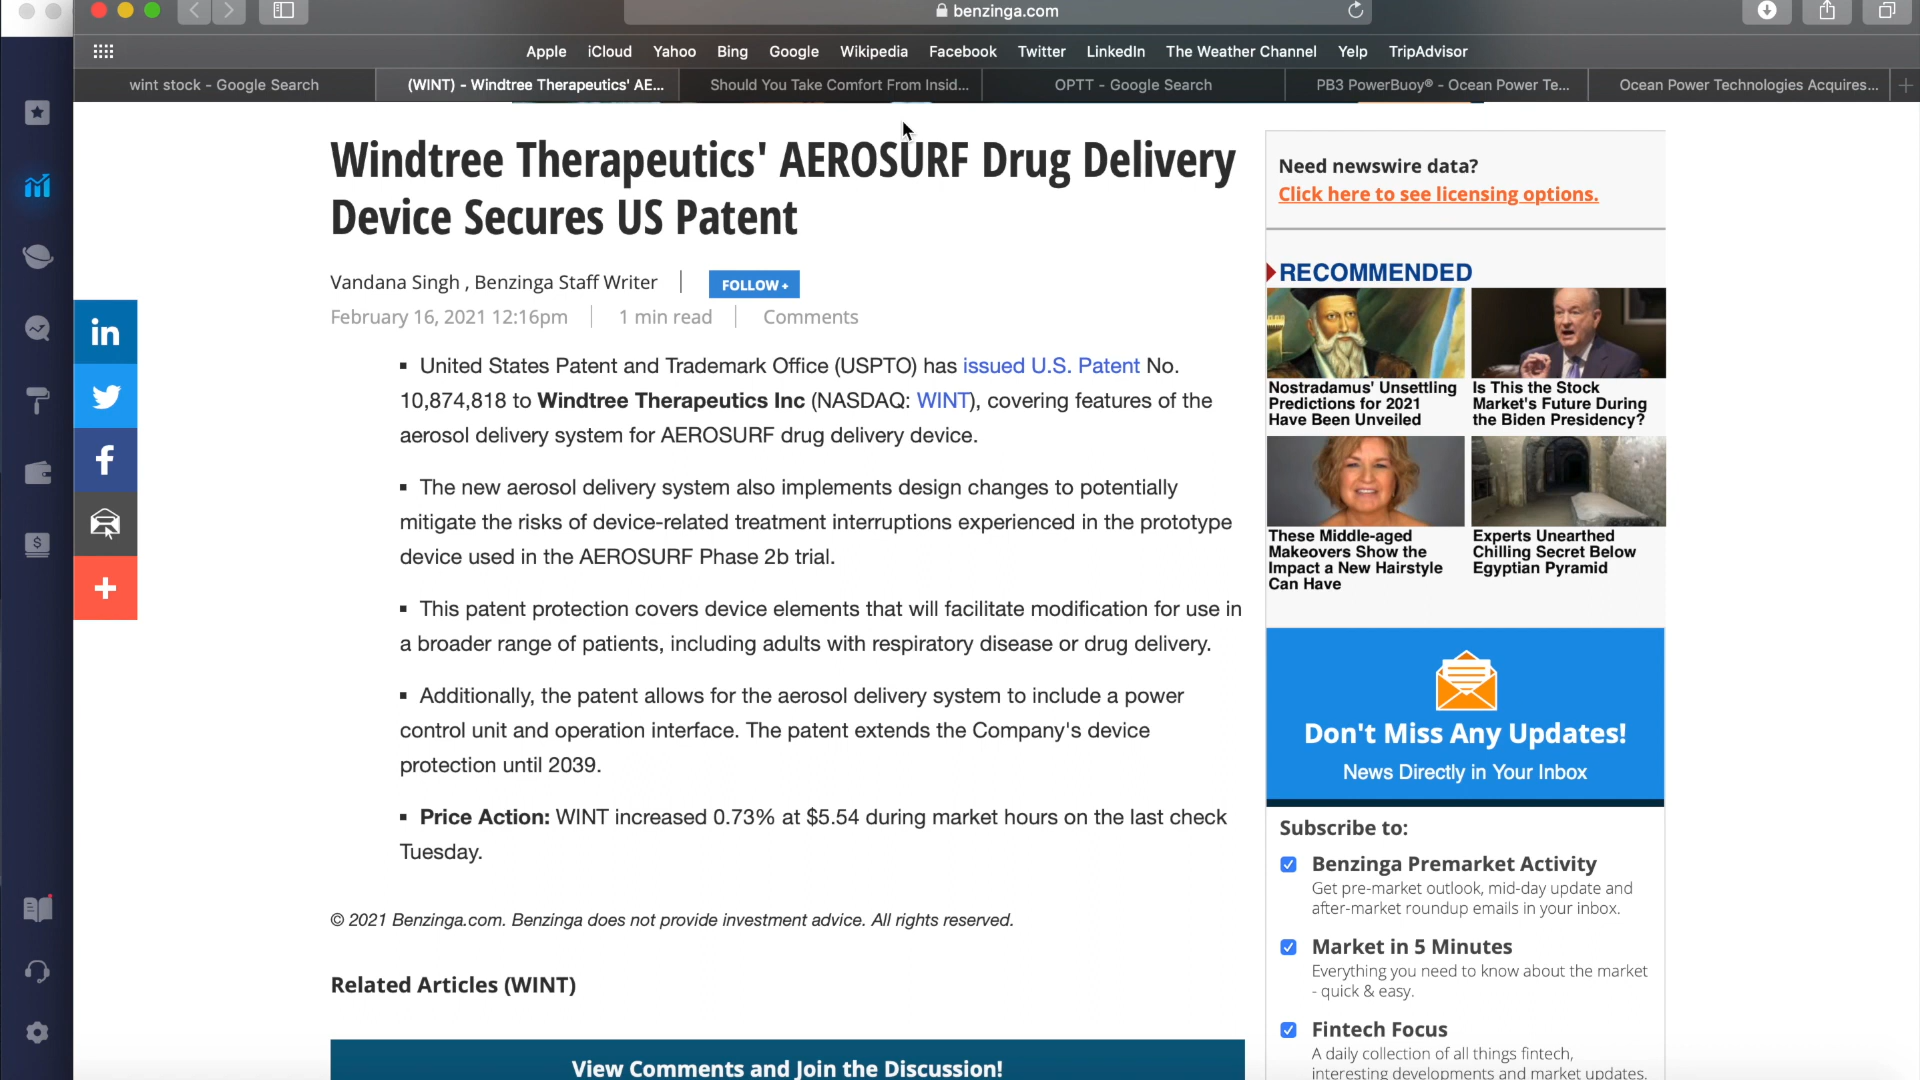 benzinga.com
Apple iCloud Yahoo Bing Google Wikipedia Facebook Twitter LinkedIn The Weather Channel Yelp TripAdvisor
wint stock - Google Search
(WINT) - Windtree Therapeutics' AE...
Should You Take Comfort From Insid...
OPTT - Google Search
PB3 PowerBuoy® - Ocean Power Te...
Ocean Power Technologies Acquires...
Windtree Therapeutics' AEROSURF Drug Delivery
Device Secures US Patent
Vandana Singh , Benzinga Staff Writer
FOLLOW +
February 16, 2021 12:16pm
1 min read
Comments
▪ United States Patent and Trademark Office (USPTO) has issued U.S. Patent No.
10,874,818 to Windtree Therapeutics Inc (NASDAQ: WINT), covering features of the
aerosol delivery system for AEROSURF drug delivery device.
▪ The new aerosol delivery system also implements design changes to potentially
mitigate the risks of device-related treatment interruptions experienced in the prototype
device used in the AEROSURF Phase 2b trial.
▪ This patent protection covers device elements that will facilitate modification for use in
a broader range of patients, including adults with respiratory disease or drug delivery.
▪ Additionally, the patent allows for the aerosol delivery system to include a power
control unit and operation interface. The patent extends the Company's device
protection until 2039.
▪ Price Action: WINT increased 0.73% at $5.54 during market hours on the last check
Tuesday.
© 2021 Benzinga.com. Benzinga does not provide investment advice. All rights reserved.
Related Articles (WINT)
View Comments and Join the Discussion!
Need newswire data?
Click here to see licensing options.
RECOMMENDED
Nostradamus' Unsettling
Predictions for 2021
Have Been Unveiled
Is This the Stock
Market's Future During
the Biden Presidency?
These Middle-aged
Makeovers Show the
Impact a New Hairstyle
Can Have
Experts Unearthed
Chilling Secret Below
Egyptian Pyramid
Don't Miss Any Updates!
News Directly in Your Inbox
Subscribe to:
Benzinga Premarket Activity
Get pre-market outlook, mid-day update and
after-market roundup emails in your inbox.
Market in 5 Minutes
Everything you need to know about the market
- quick & easy.
Fintech Focus
A daily collection of all things fintech,
interesting developments and market updates.